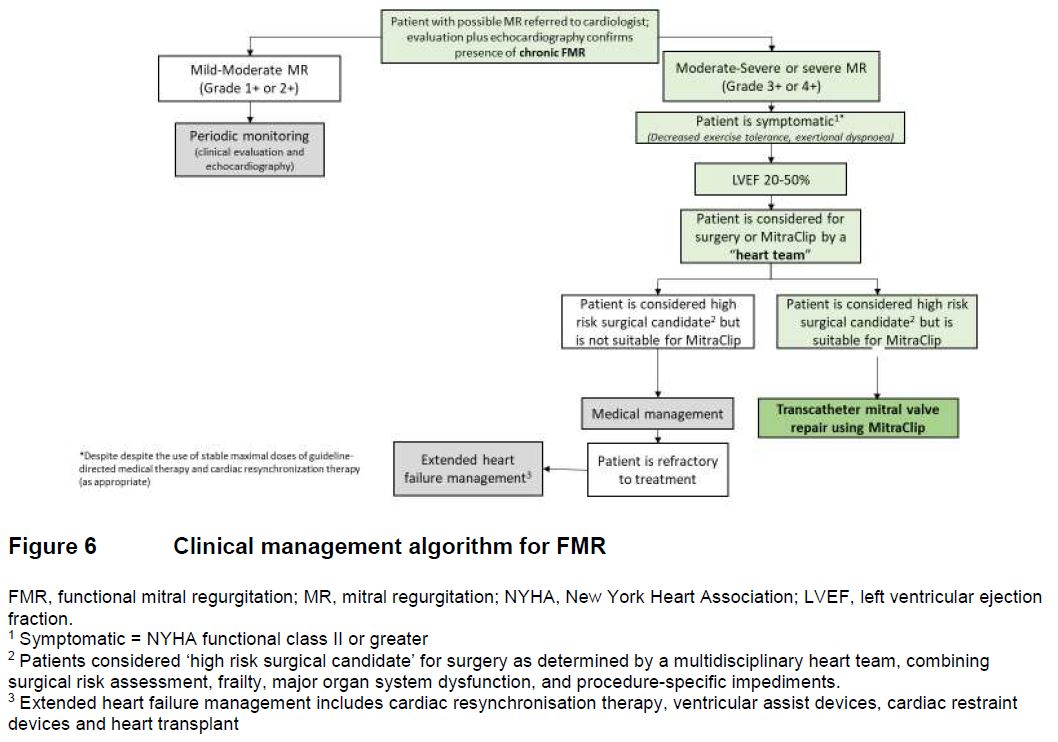 Patient with possible MR referred to cardiologist;
evaluation plus echocardiography confirms
presence of chronic FMR
Mild-Moderate MR
(Grade 1+ or 2+)
Moderate-Severe or severe MR
(Grade 3+ or 4+)
Periodic monitoring
(clinical evaluation and
echocardiography)
Patient is symptomatic1*
(Decreased exercise tolerance, exertional dyspnoea)
LVEF 20-50%
Patient is considered for
surgery or MitraClip by a
“heart team”
Patient is considered high
risk surgical candidate2 but
is not suitable for MitraClip
Patient is considered high risk
surgical candidate2 but is
suitable for MitraClip
Medical management
Transcatheter mitral valve
repair using MitraClip
*Despite despite the use of stable maximal doses of guideline-
directed medical therapy and cardiac resynchronization therapy
(as appropriate)
Extended heart
failure management3
Patient is refractory
to treatment
Figure 6 Clinical management algorithm for FMR
FMR, functional mitral regurgitation; MR, mitral regurgitation; NYHA, New York Heart Association; LVEF, left ventricular ejection
fraction.
1 Symptomatic = NYHA functional class II or greater
2 Patients considered ‘high risk surgical candidate’ for surgery as determined by a multidisciplinary heart team, combining
surgical risk assessment, frailty, major organ system dysfunction, and procedure-specific impediments.
3 Extended heart failure management includes cardiac resynchronisation therapy, ventricular assist devices, cardiac restraint
devices and heart transplant